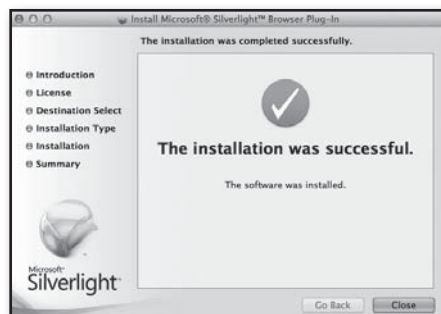 Install Microsoft® Silverlight™ Browser Plug-In
The installation was completed successfully.
Introduction
License
Destination Select
Installation Type
Installation
Summary
The installation was successful.
The software was installed.
Microsoft®
Silverlight™
Go Back
Close